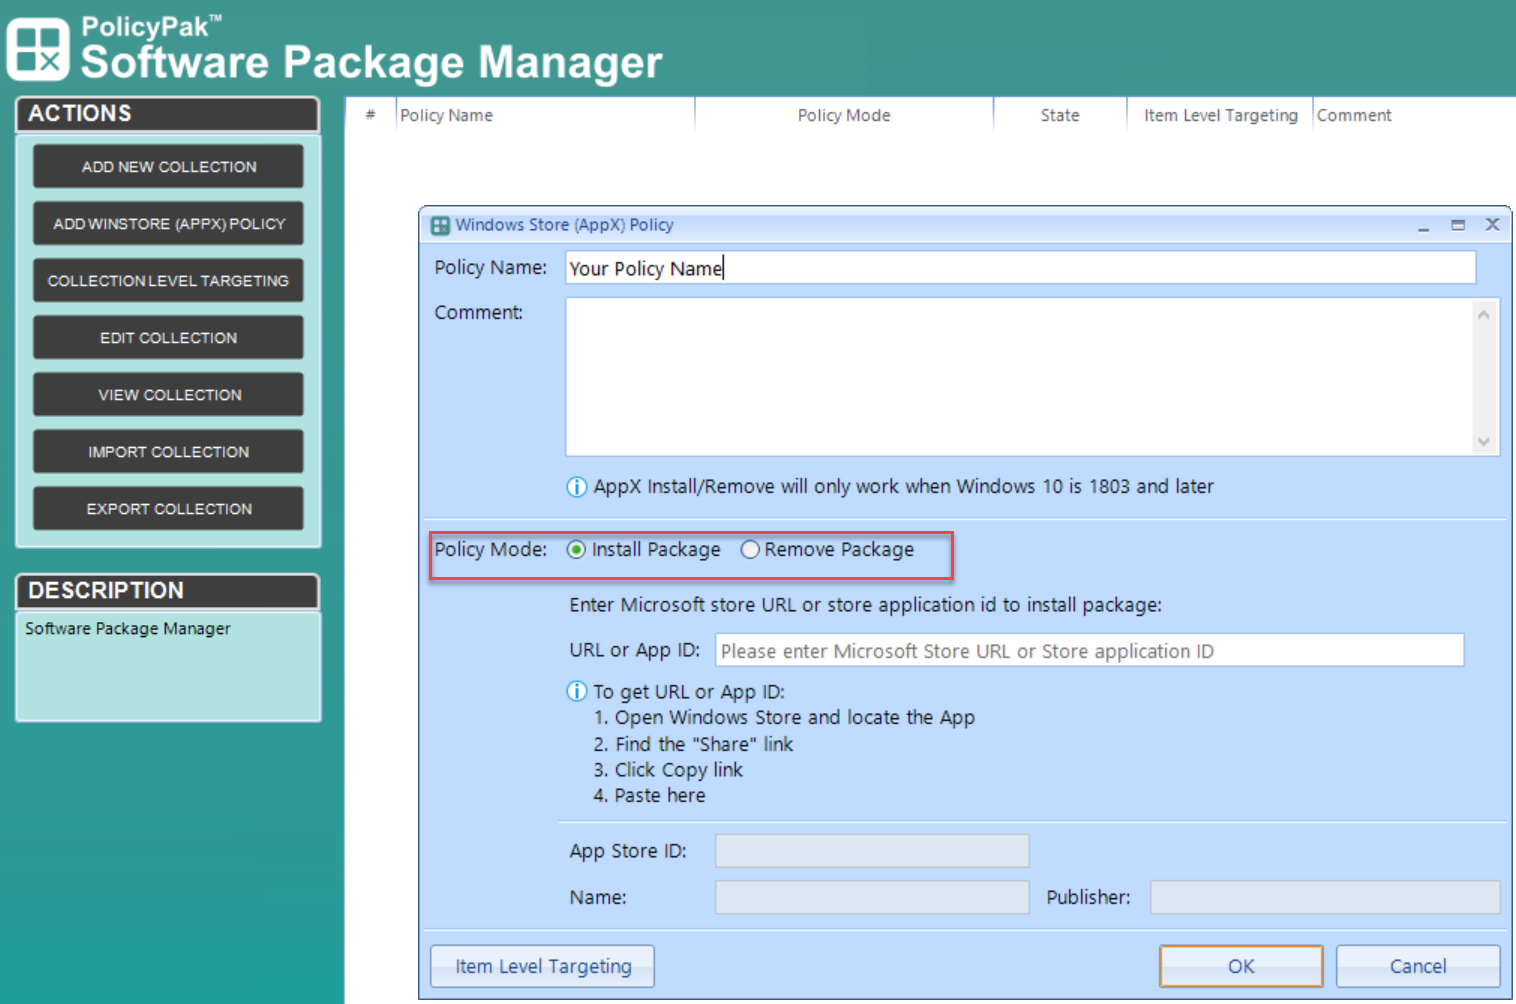 PolicyPak™
Software Package Manager
ACTIONS
ADD NEW COLLECTION
ADD WINSTORE (APPX) POLICY
COLLECTION LEVEL TARGETING
EDIT COLLECTION
VIEW COLLECTION
IMPORT COLLECTION
EXPORT COLLECTION
DESCRIPTION
Software Package Manager
# Policy Name Policy Mode State Item Level Targeting Comment
Windows Store (AppX) Policy
Policy Name: Your Policy Name
Comment:
AppX Install/Remove will only work when Windows 10 is 1803 and later
Policy Mode: Install Package Remove Package
Enter Microsoft store URL or store application id to install package:
URL or App ID: Please enter Microsoft Store URL or Store application ID
To get URL or App ID:
1. Open Windows Store and locate the App
2. Find the "Share" link
3. Click Copy link
4. Paste here
App Store ID:
Name: Publisher:
Item Level Targeting OK Cancel